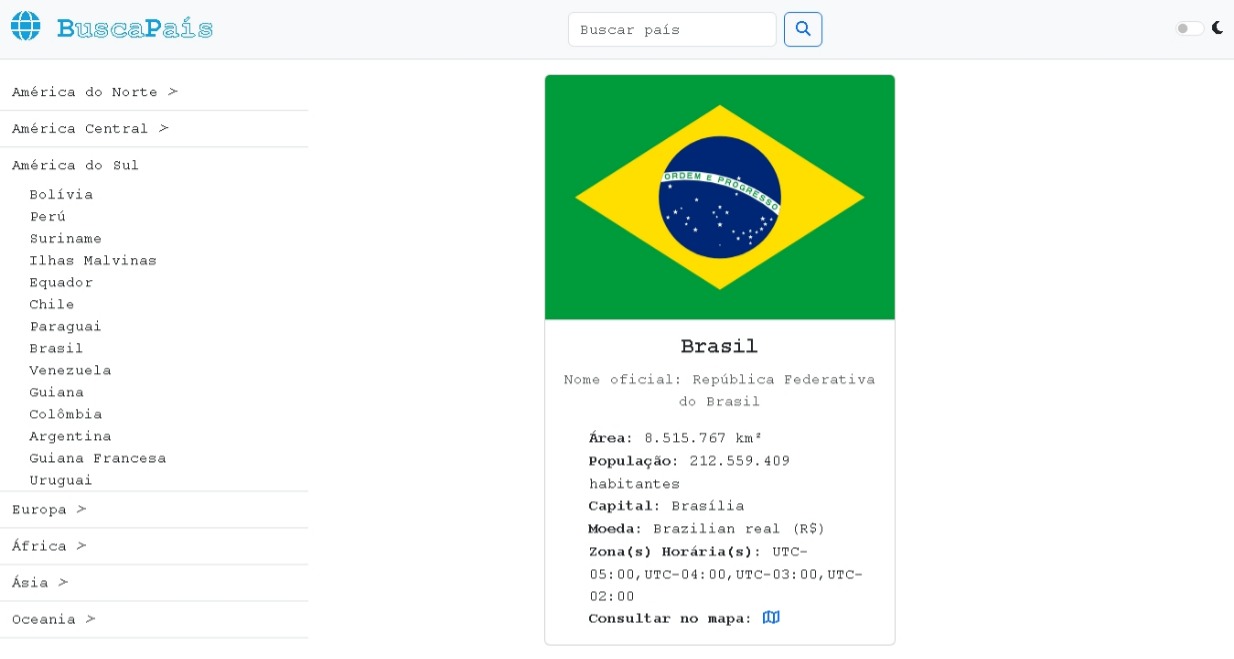 BuscaPaís
Buscar país
América do Norte >
América Central >
América do Sul
Bolívia
Perú
Suriname
Ilhas Malvinas
Equador
Chile
Paraguai
Brasil
Venezuela
Guiana
Colômbia
Argentina
Guiana Francesa
Uruguai
Europa >
África >
Ásia >
Oceania >
ORDEM E PROGRESSO
Brasil
Nome oficial: República Federativa
do Brasil
Área: 8.515.767 km²
População: 212.559.409
habitantes
Capital: Brasília
Moeda: Brazilian real (R$)
Zona(s) Horária(s): UTC-
05:00,UTC-04:00,UTC-03:00,UTC-
02:00
Consultar no mapa: